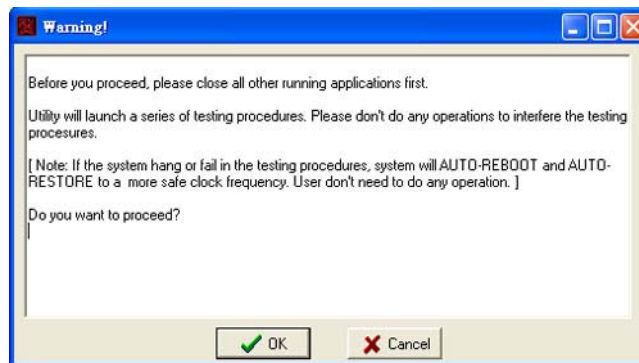 Warning!
Before you proceed, please close all other running applications first.
Utility will launch a series of testing procedures. Please don't do any operations to interfere the testing
procesures.
[ Note: If the system hang or fail in the testing procedures, system will AUTO-REBOOT and AUTO-
RESTORE to a more safe clock frequency. User don't need to do any operation. ]
Do you want to proceed?
OK
Cancel